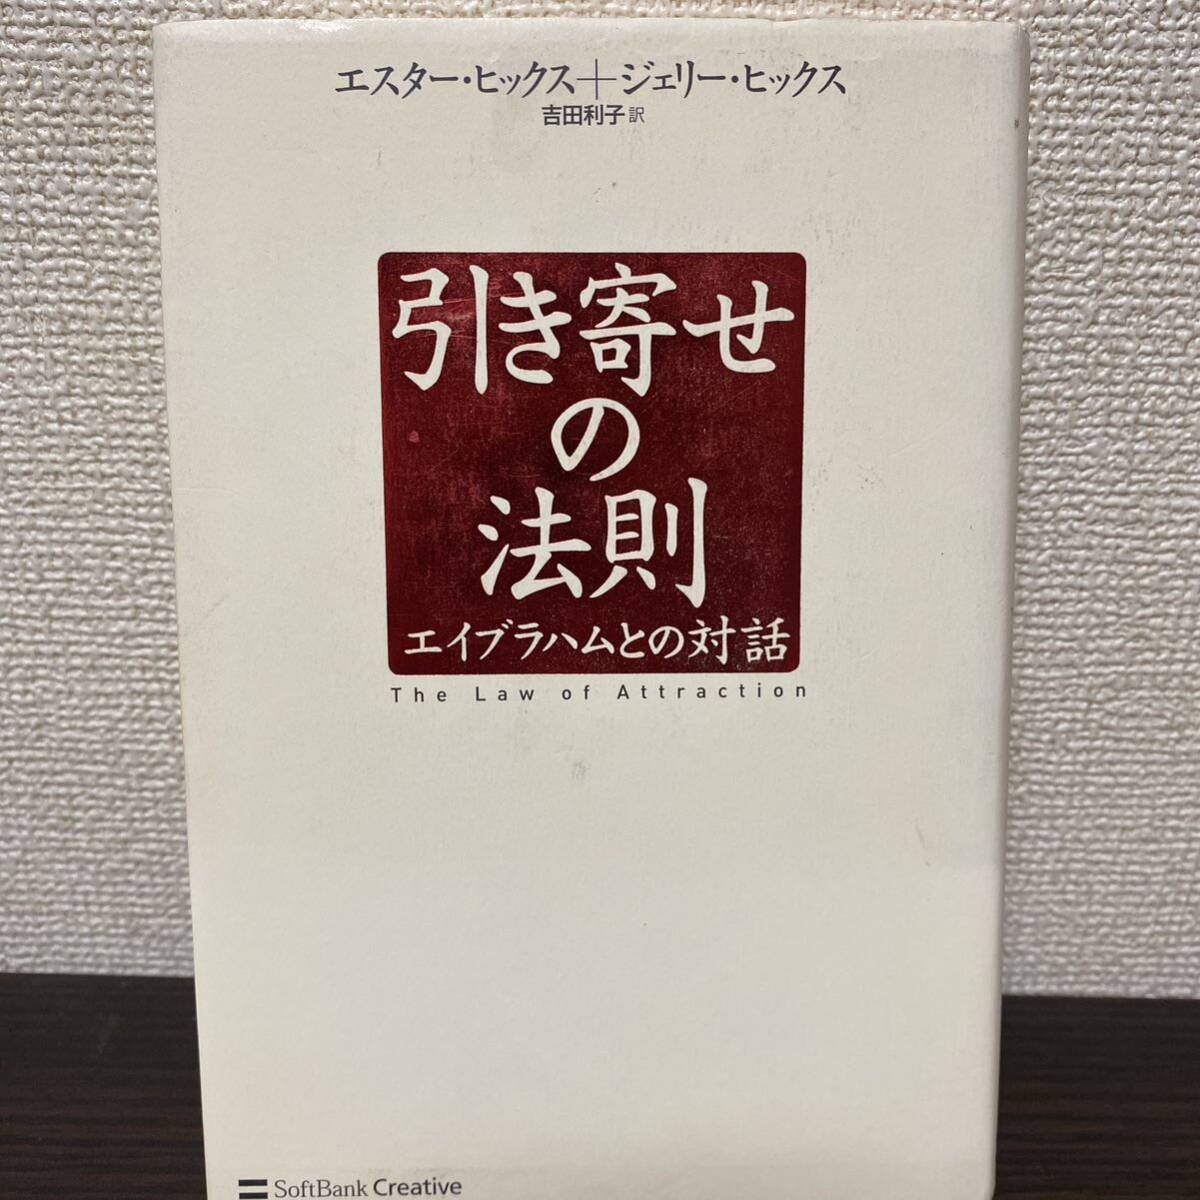 エスター・ヒックス＋ジェリー・ヒックス
吉田利子 訳
引き寄せ
の
法則
エイブラハムとの対話
The Law of Attraction
SoftBank Creative